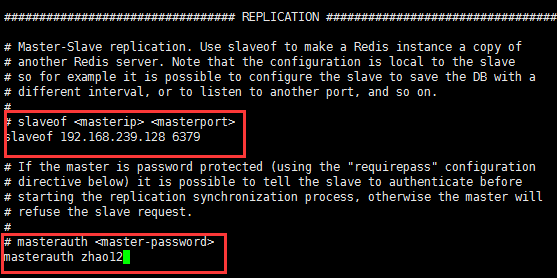 ################################ REPLICATION #################################
# Master-Slave replication. Use slaveof to make a Redis instance a copy of
# another Redis server. Note that the configuration is local to the slave
# so for example it is possible to configure the slave to save the DB with a
# different interval, or to listen to another port, and so on.
#
# slaveof <masterip> <masterport>
slaveof 192.168.239.128 6379
# If the master is password protected (using the "requirepass" configuration
# directive below) it is possible to tell the slave to authenticate before
# starting the replication synchronization process, otherwise the master will
# refuse the slave request.
#
# masterauth <master-password>
masterauth zhao12